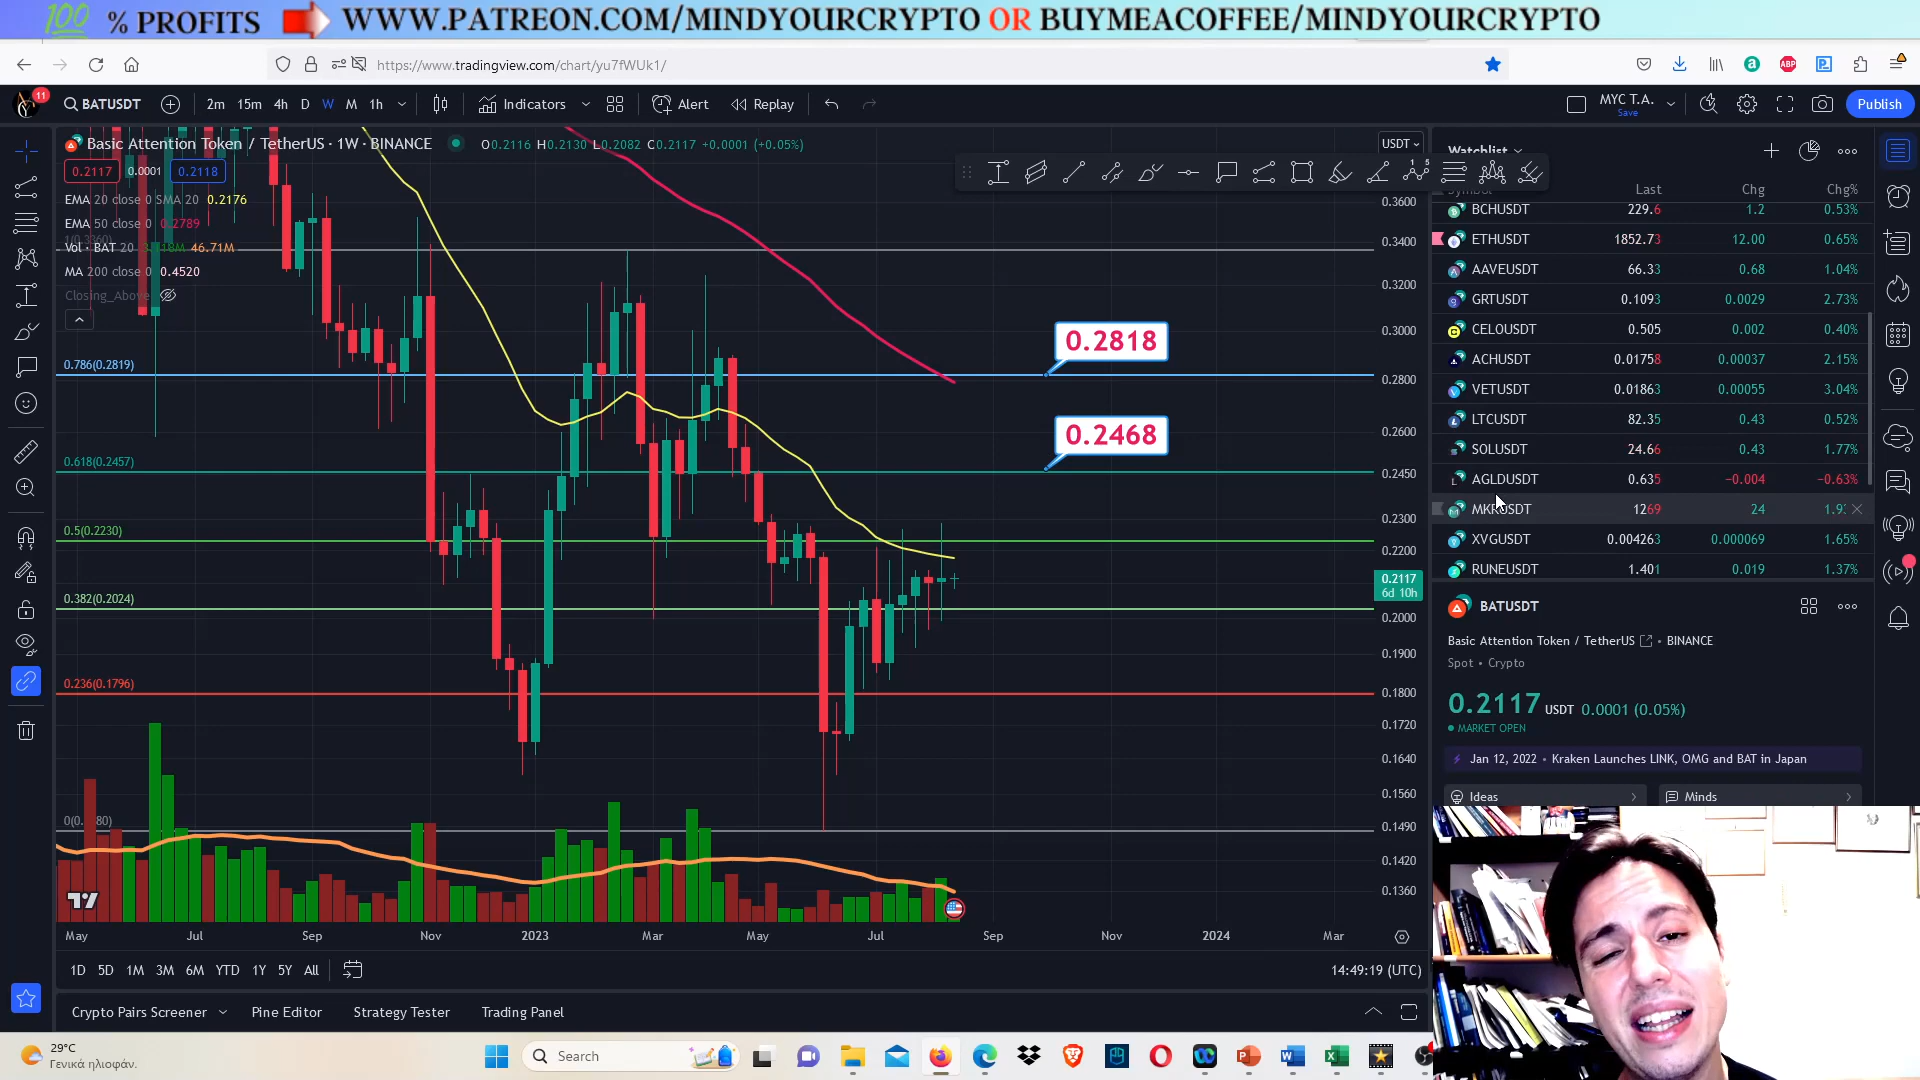 100 % PROFITS WWW.PATREON.COM/MINDYOURCRYPTO OR BUYMEACOFFEE/MINDYOURCRYPTO
https://www.tradingview.com/chart/yu7fWUk1/
11 BATUSDT 2m 15m 4h D W M 1h Indicators Alert Replay MYC T.A. Save Publish
Basic Attention Token / TetherUS · 1W · BINANCE O0.2116 H0.2130 L0.2082 C0.2117 +0.0001 (+0.05%)
USDT
2.2117 0.0001 0.2118
EMA 20 close 0 SMA 20 0.2176
EMA 50 close 0 0.2789
Vol · BAT 20 46.71M
MA 200 close 0 0.4520
Closing_Above
0.786(0.2819)
0.618(0.2457)
0.5(0.2230)
0.382(0.2024)
0.236(0.1796)
0.2818
0.2468
0.3600
0.3400
0.3200
0.3000
0.2800
0.2600
0.2450
0.2300
0.2200
0.2117
6d 10h
0.2000
0.1900
0.1800
0.1720
0.1640
0.1560
0.1490
0.1420
0.1360
May Jul Sep Nov 2023 Mar May Jul Sep Nov 2024 Mar
1D 5D 1M 3M 6M YTD 1Y 5Y All 14:49:19 (UTC)
Crypto Pairs Screener Pine Editor Strategy Tester Trading Panel
Watchlist
Symbol Last Chg Chg%
BCHUSDT 229.6 1.2 0.53%
ETHUSDT 1852.73 12.00 0.65%
AAVEUSDT 66.33 0.68 1.04%
GRTUSDT 0.1093 0.0029 2.73%
CELOUSDT 0.505 0.002 0.40%
ACHUSDT 0.01758 0.00037 2.15%
VETUSDT 0.01863 0.00055 3.04%
LTCUSDT 82.35 0.43 0.52%
SOLUSDT 24.66 0.43 1.77%
AGLDUSDT 0.635 −0.004 −0.63%
MKRUSDT 1269 24
XVGUSDT 0.004263 0.000069 1.65%
RUNEUSDT 1.401 0.019 1.37%
BATUSDT
Basic Attention Token / TetherUS • BINANCE
Spot • Crypto
0.2117 USDT 0.0001 (0.05%)
MARKET OPEN
Jan 12, 2022 • Kraken Launches LINK, OMG and BAT in Japan
Ideas Minds
29°C
Γενικά ηλιοφάν.
Search